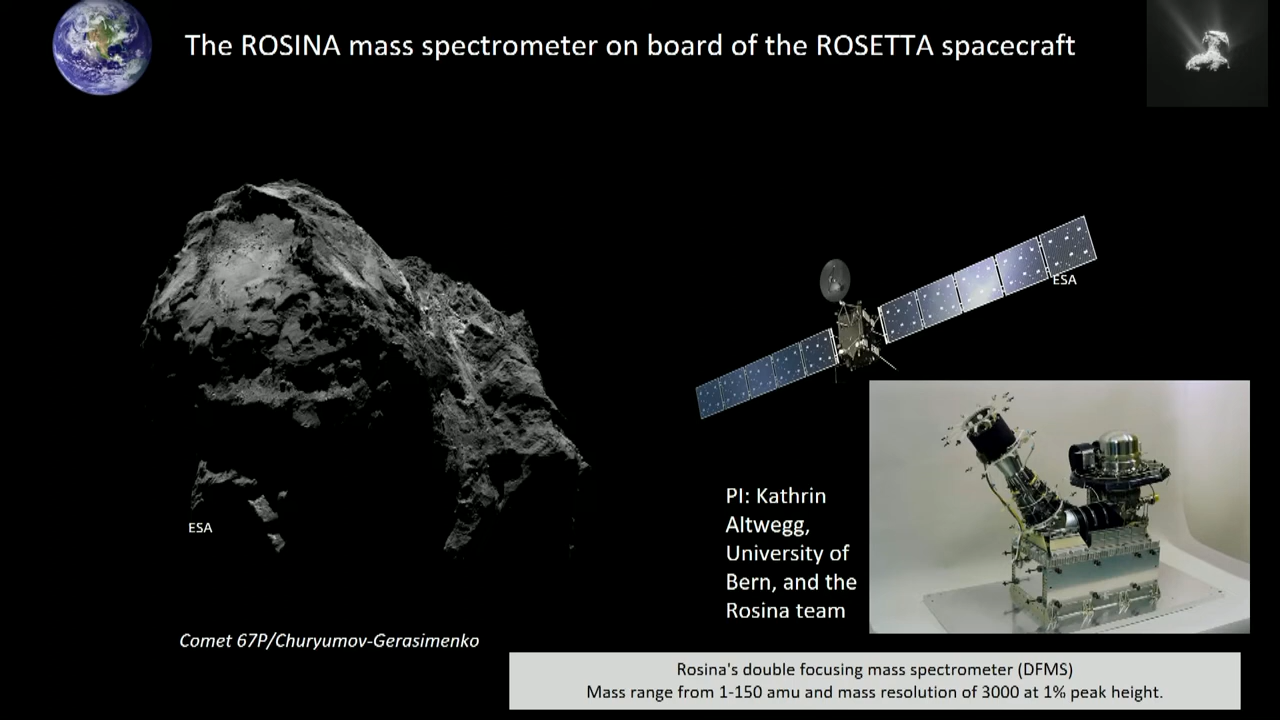 The ROSINA mass spectrometer on board of the ROSETTA spacecraft
ESA
PI: Kathrin
Altwegg,
University of
Bern, and the
Rosina team
ESA
Comet 67P/Churyumov-Gerasimenko
Rosina's double focusing mass spectrometer (DFMS)
Mass range from 1-150 amu and mass resolution of 3000 at 1% peak height.